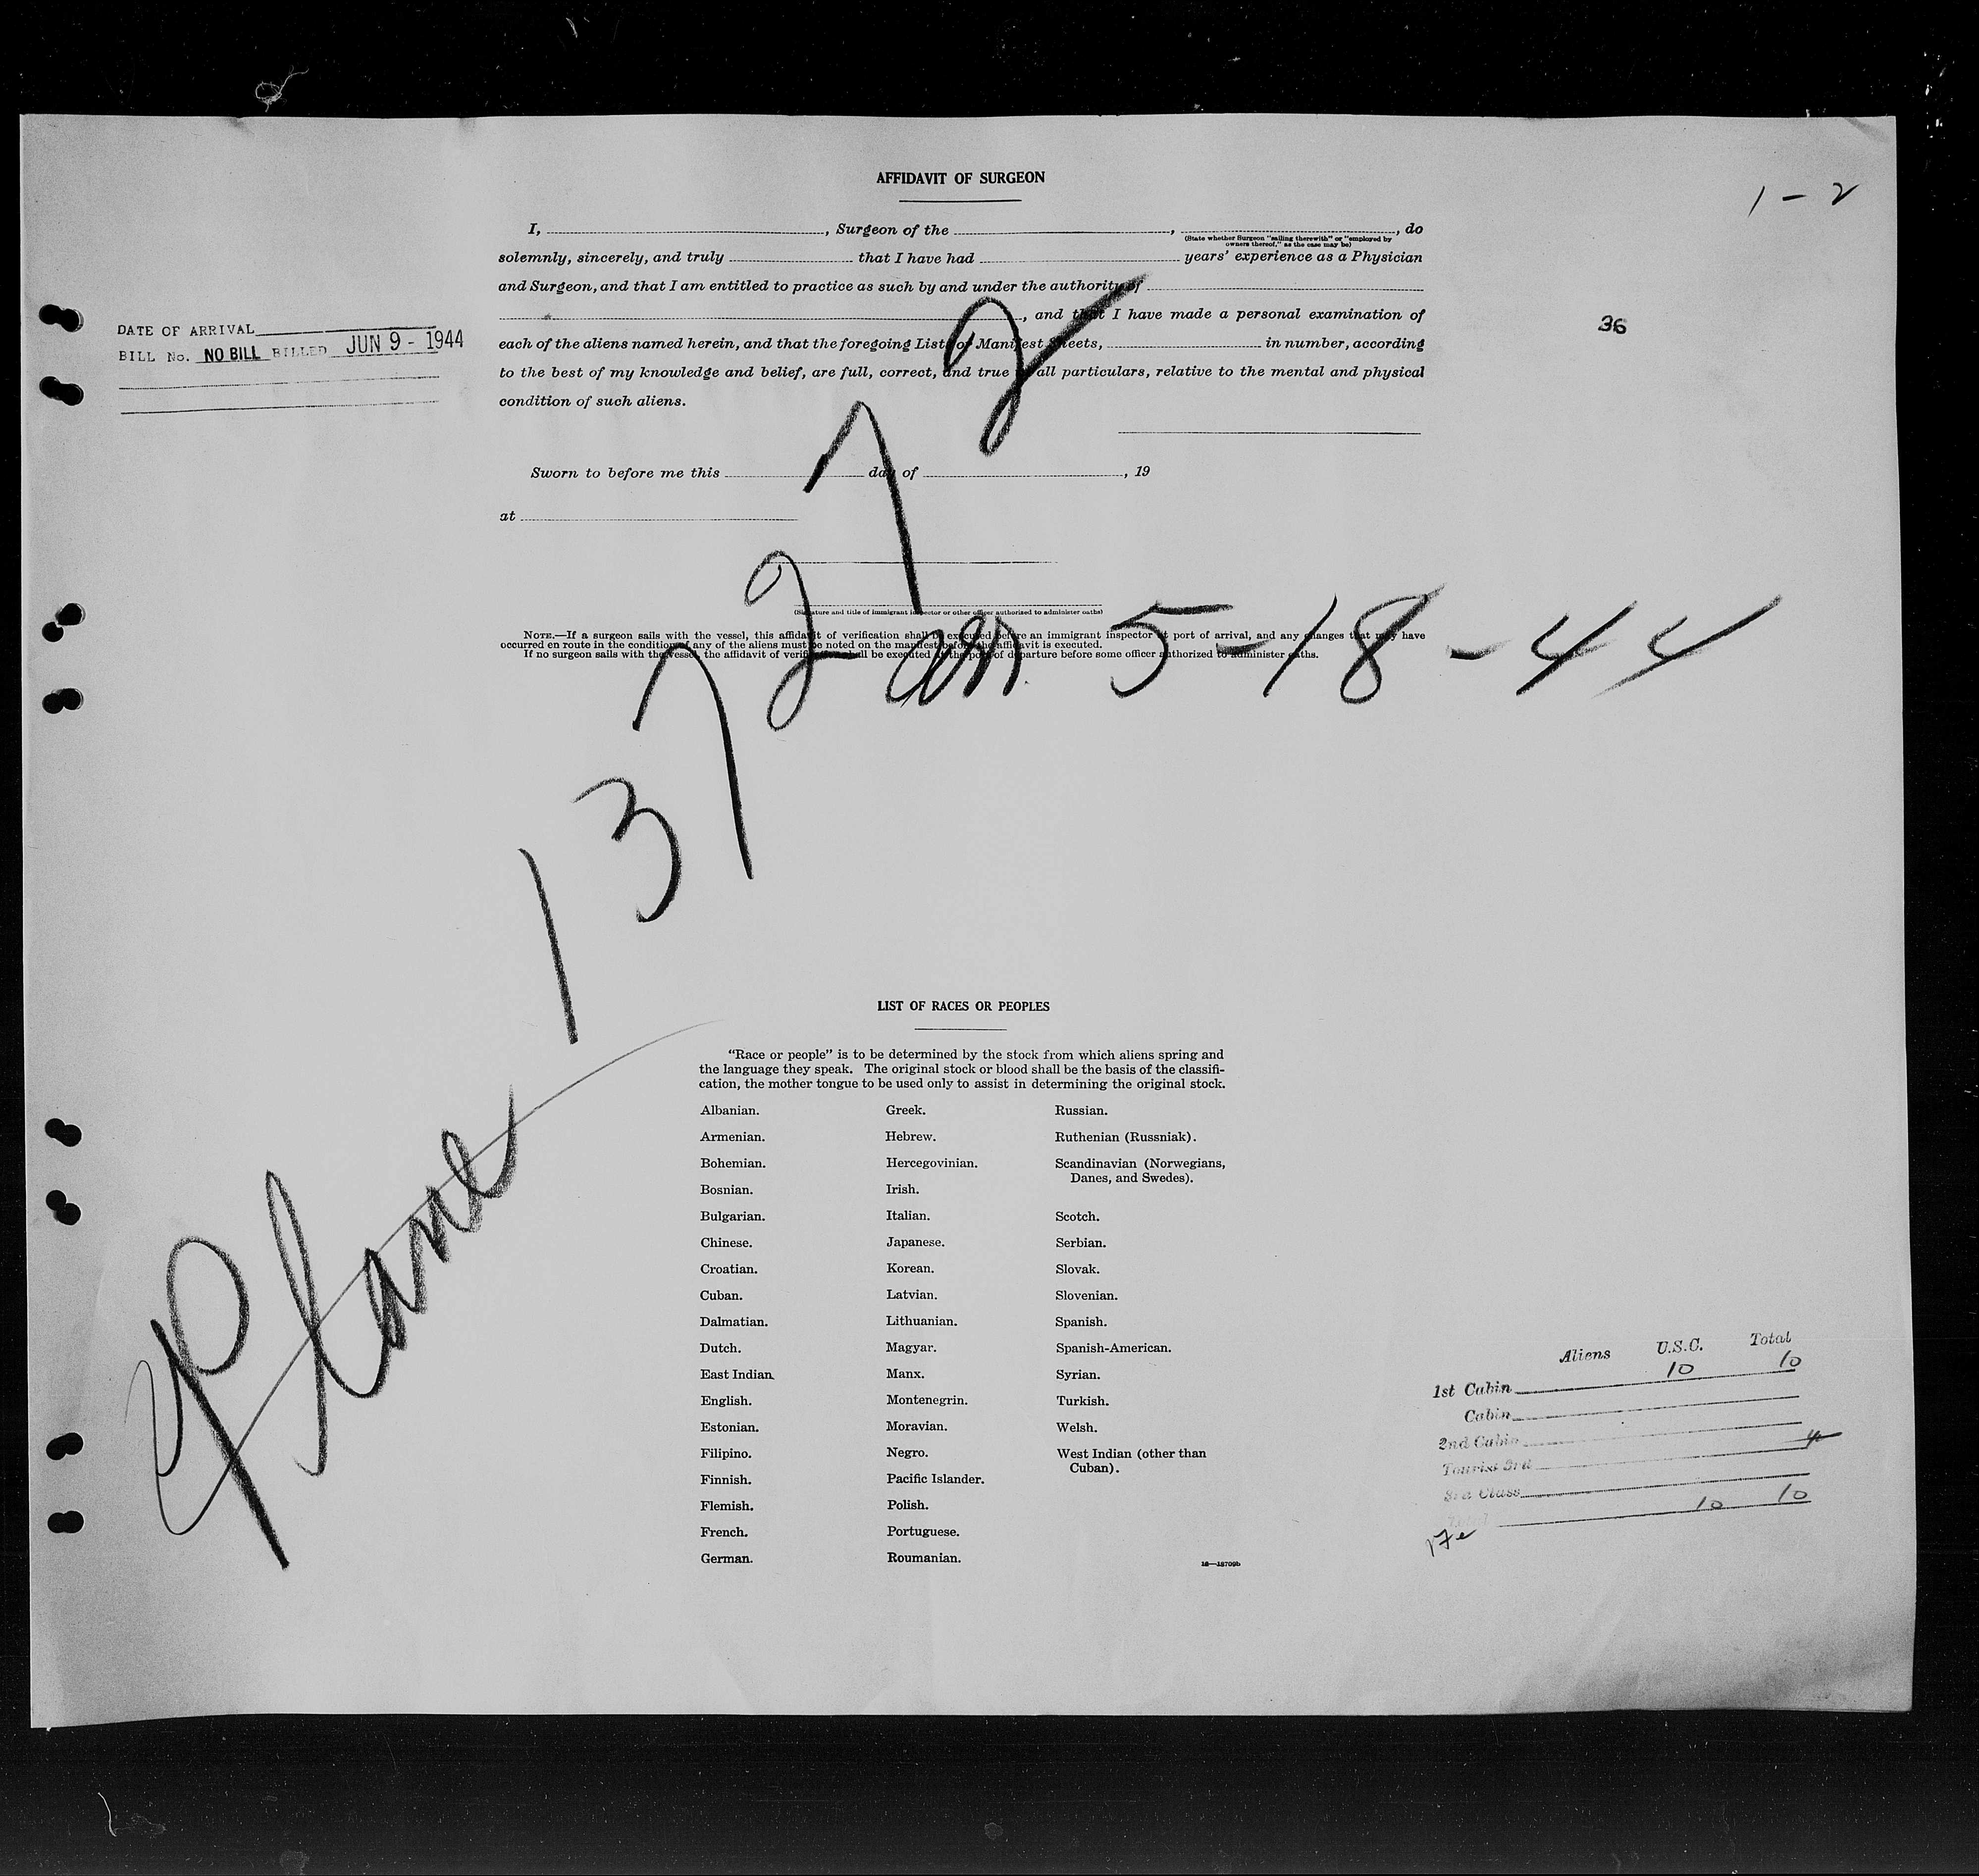 AFFIDAVIT OF SURGEON
1 - 2
I, , Surgeon of the , , do
(State whether Surgeon "sailing therewith" or "employed by
owners thereof," as the case may be)
solemnly, sincerely, and truly that I have had years' experience as a Physician
and Surgeon, and that I am entitled to practice as such by and under the authority of
, and that I have made a personal examination of
36
each of the aliens named herein, and that the foregoing Lists or Manifest Sheets, in number, according
to the best of my knowledge and belief, are full, correct, and true in all particulars, relative to the mental and physical
condition of such aliens.
DATE OF ARRIVAL
BILL No. NO BILL BILLED JUN 9 - 1944
Sworn to before me this day of , 19
at
(Signature and title of immigrant inspector or other officer authorized to administer oaths)
NOTE.—If a surgeon sails with the vessel, this affidavit of verification shall be executed before an immigrant inspector at port of arrival, and any changes that may have
occurred en route in the condition of any of the aliens must be noted on the manifest before the affidavit is executed.
If no surgeon sails with the vessel, the affidavit of verification shall be executed at the port of departure before some officer authorized to administer oaths.
Plane 137272
arr. 5-18-44
LIST OF RACES OR PEOPLES
"Race or people" is to be determined by the stock from which aliens spring and
the language they speak. The original stock or blood shall be the basis of the classifi-
cation, the mother tongue to be used only to assist in determining the original stock.
Albanian.
Armenian.
Bohemian.
Bosnian.
Bulgarian.
Chinese.
Croatian.
Cuban.
Dalmatian.
Dutch.
East Indian.
English.
Estonian.
Filipino.
Finnish.
Flemish.
French.
German.
Greek.
Hebrew.
Hercegovinian.
Irish.
Italian.
Japanese.
Korean.
Latvian.
Lithuanian.
Magyar.
Manx.
Montenegrin.
Moravian.
Negro.
Pacific Islander.
Polish.
Portuguese.
Roumanian.
Russian.
Ruthenian (Russniak).
Scandinavian (Norwegians,
Danes, and Swedes).
Scotch.
Serbian.
Slovak.
Slovenian.
Spanish.
Spanish-American.
Syrian.
Turkish.
Welsh.
West Indian (other than
Cuban).
16—18709b
Aliens U.S.C. Total
1st Cabin 10 10
Cabin
2nd Cabin
Tourist 3rd
3rd Class
10 10